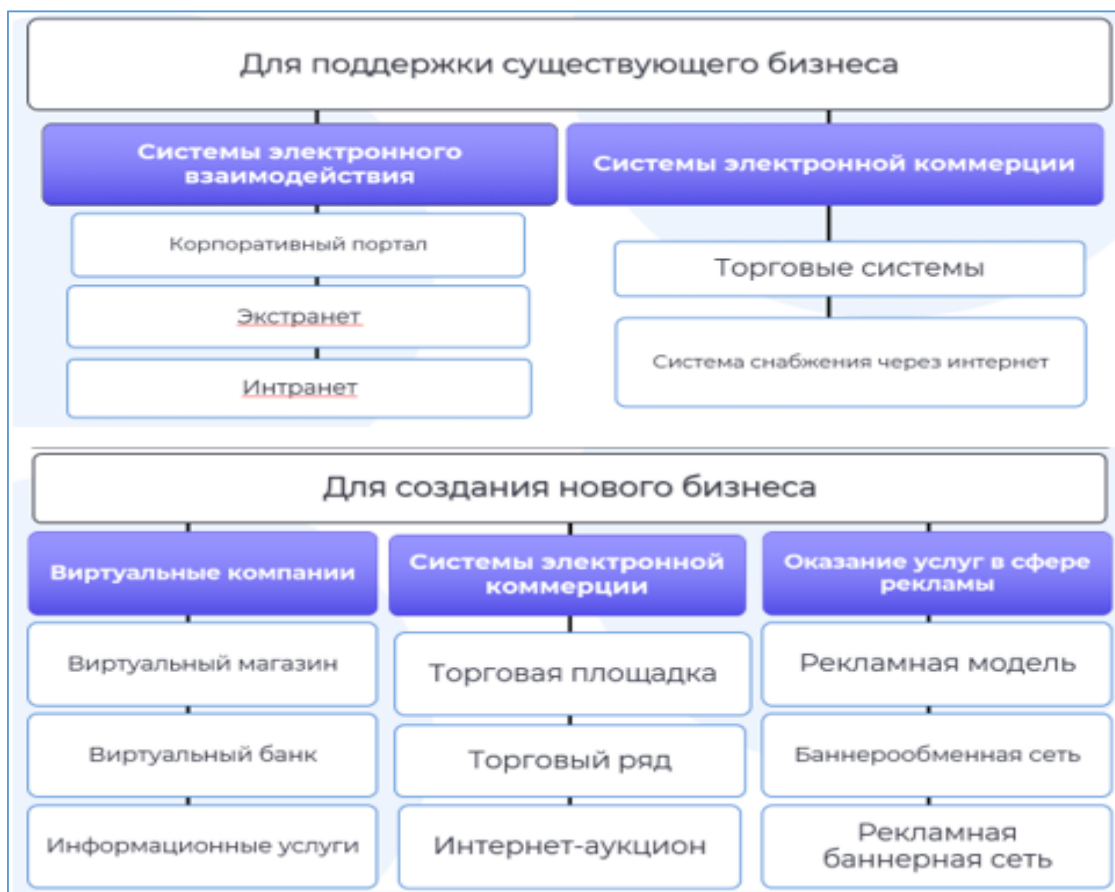 Для поддержки существующего бизнеса
Системы электронного
взаимодействия
Корпоративный портал
Экстранет
Интранет
Системы электронной коммерции
Торговые системы
Система снабжения через интернет
Для создания нового бизнеса
Виртуальные компании
Виртуальный магазин
Виртуальный банк
Информационные услуги
Системы электронной
коммерции
Торговая площадка
Торговый ряд
Интернет-аукцион
Оказание услуг в сфере
рекламы
Рекламная модель
Баннерообменная сеть
Рекламная
баннерная сеть